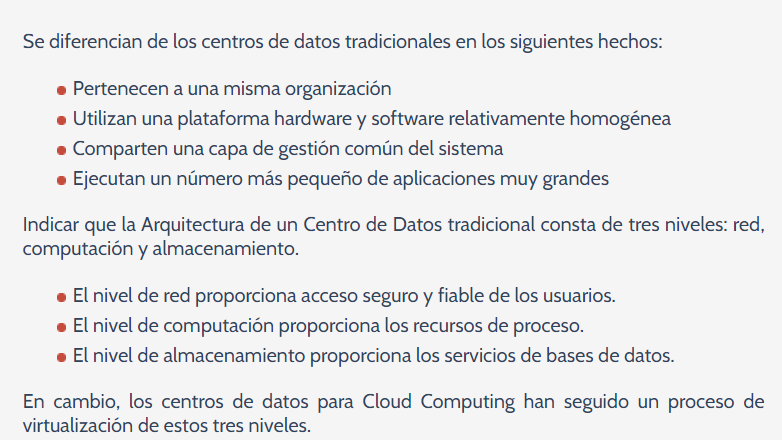 Se diferencian de los centros de datos tradicionales en los siguientes hechos:
Pertenecen a una misma organización
Utilizan una plataforma hardware y software relativamente homogénea
Comparten una capa de gestión común del sistema
Ejecutan un número más pequeño de aplicaciones muy grandes
Indicar que la Arquitectura de un Centro de Datos tradicional consta de tres niveles: red,
computación y almacenamiento.
El nivel de red proporciona acceso seguro y fiable de los usuarios.
El nivel de computación proporciona los recursos de proceso.
El nivel de almacenamiento proporciona los servicios de bases de datos.
En cambio, los centros de datos para Cloud Computing han seguido un proceso de
virtualización de estos tres niveles.